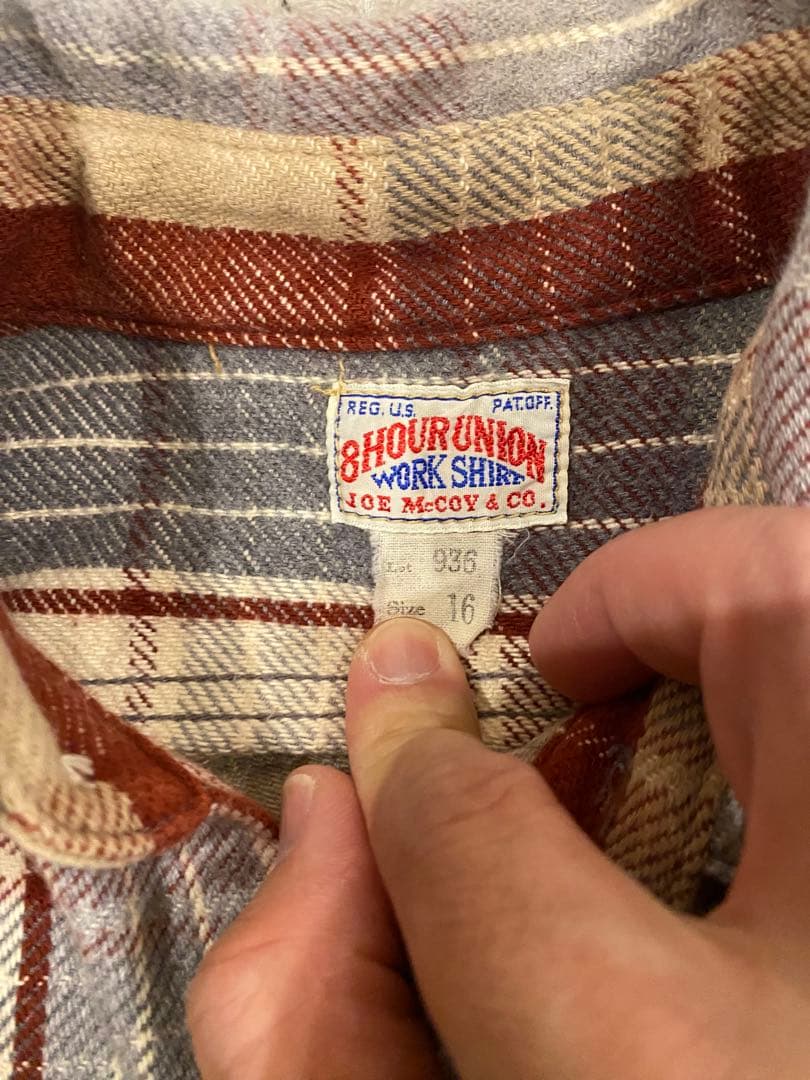 REG. U.S. PAT. OFF.
8 HOUR UNION
WORK SHIRT
JOE McCOY & CO.
Lot 936
Size 16